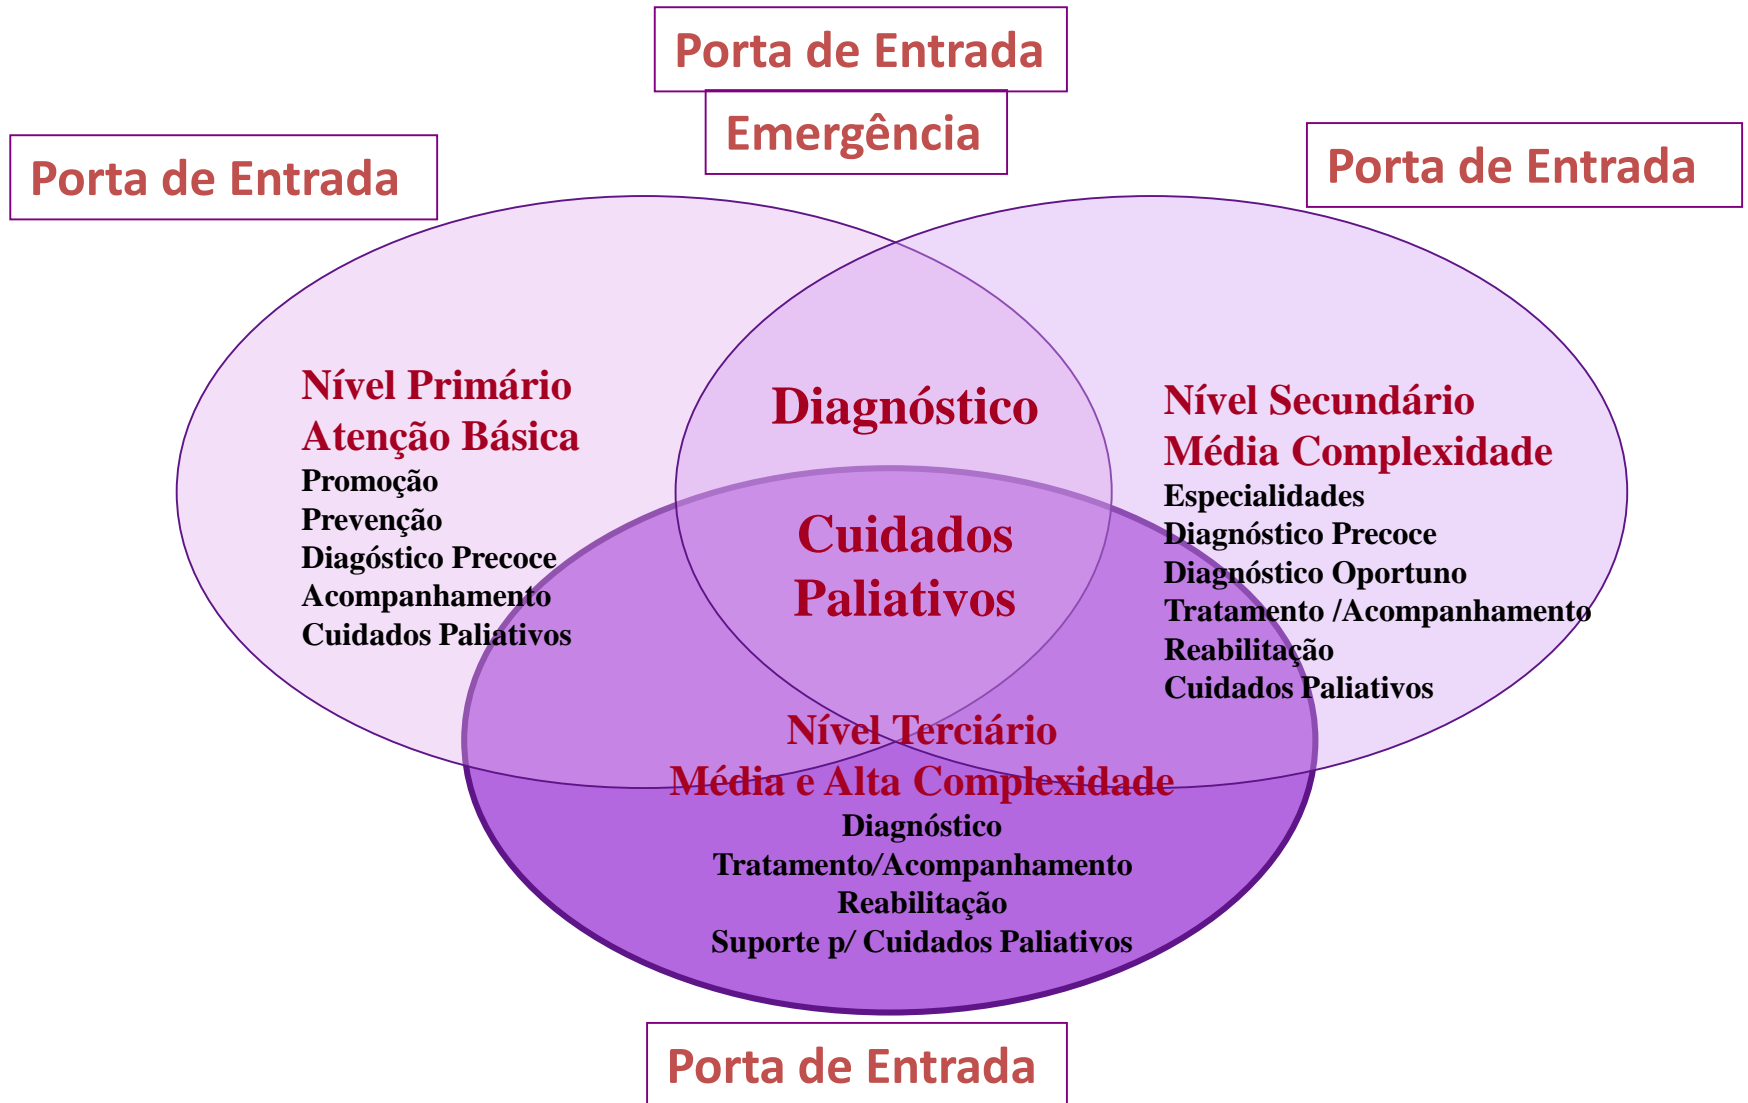 Porta de Entrada
Emergência
Porta de Entrada
Porta de Entrada
Nível Primário
Atenção Básica
Promoção
Prevenção
Diagóstico Precoce
Acompanhamento
Cuidados Paliativos
Diagnóstico
Cuidados
Paliativos
Nível Secundário
Média Complexidade
Especialidades
Diagnóstico Precoce
Diagnóstico Oportuno
Tratamento /Acompanhamento
Reabilitação
Cuidados Paliativos
Nível Terciário
Média e Alta Complexidade
Diagnóstico
Tratamento/Acompanhamento
Reabilitação
Suporte p/ Cuidados Paliativos
Porta de Entrada